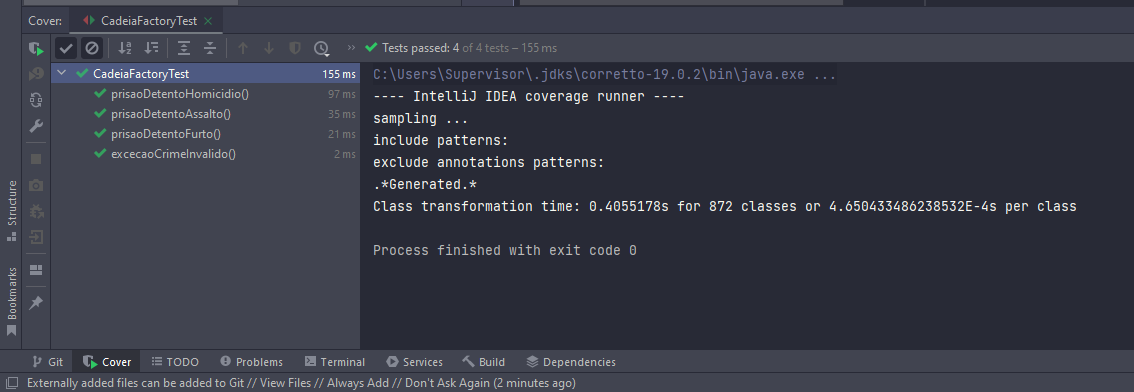 Cover: CadeiaFactoryTest
Tests passed: 4 of 4 tests – 155 ms
CadeiaFactoryTest 155 ms
prisaoDetentoHomicidio() 97 ms
prisaoDetentoAssalto() 35 ms
prisaoDetentoFurto() 21 ms
excecaoCrimeInvalido() 2 ms
C:\Users\Supervisor\.jdks\corretto-19.0.2\bin\java.exe ...
---- IntelliJ IDEA coverage runner ----
sampling ...
include patterns:
exclude annotations patterns:
.*Generated.*
Class transformation time: 0.4055178s for 872 classes or 4.650433486238532E-4s per class
Process finished with exit code 0
Structure
Bookmarks
Git Cover TODO Problems Terminal Services Build Dependencies
Externally added files can be added to Git // View Files // Always Add // Don't Ask Again (2 minutes ago)